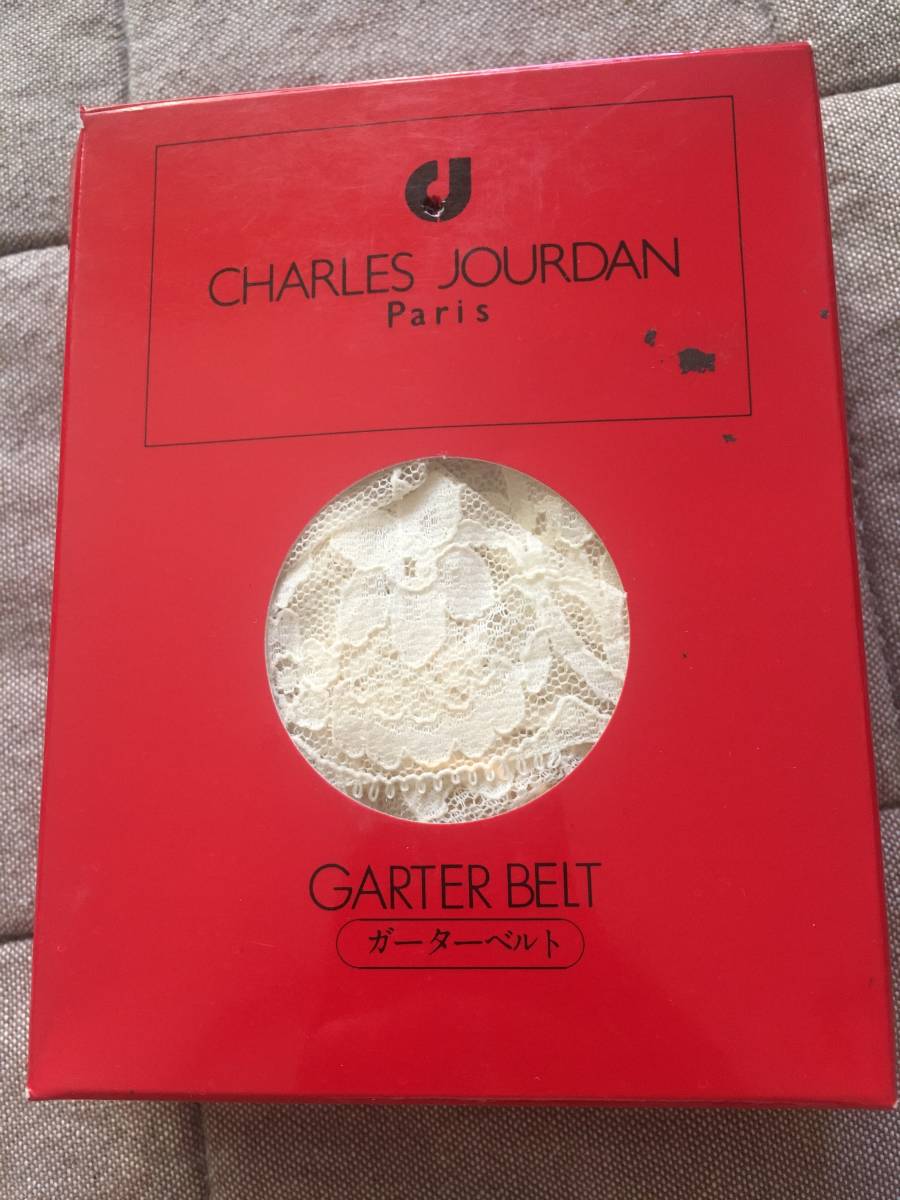 CHARLES JOURDAN
Paris
GARTER BELT
ガーターベルト